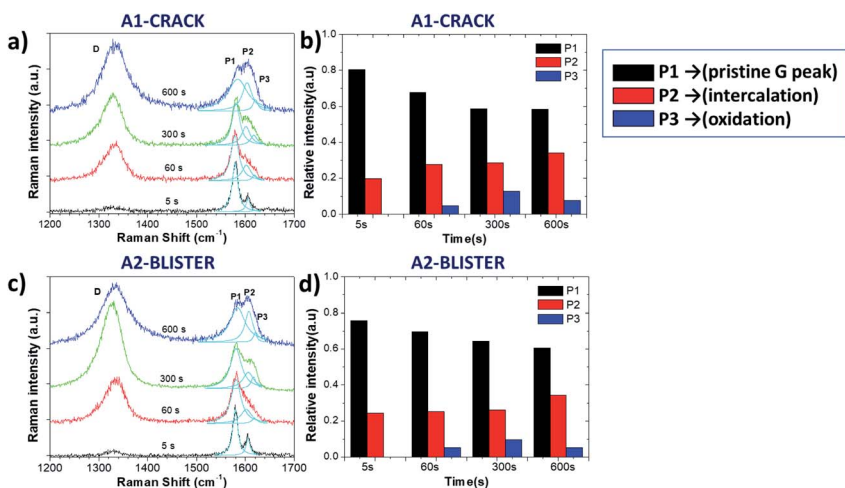 A1-CRACK
a)
Raman intensity (a.u.)
D
P1
P2
P3
600 s
300 s
60 s
5 s
1200 1300 1400 1500 1600 1700
Raman Shift (cm⁻¹)
A1-CRACK
b)
Relative intensity(a.u)
1.0
0.8
0.6
0.4
0.2
0.0
P1
P2
P3
5s 60s 300s 600s
Time(s)
P1 →(pristine G peak)
P2 →(intercalation)
P3 →(oxidation)
A2-BLISTER
c)
Raman intensity (a.u.)
D
P1
P2
P3
600 s
300 s
60 s
5 s
1200 1300 1400 1500 1600 1700
Raman Shift (cm⁻¹)
A2-BLISTER
d)
Relative intensity(a.u)
1.0
0.8
0.6
0.4
0.2
0.0
P1
P2
P3
5s 60s 300s 600s
Time(s)